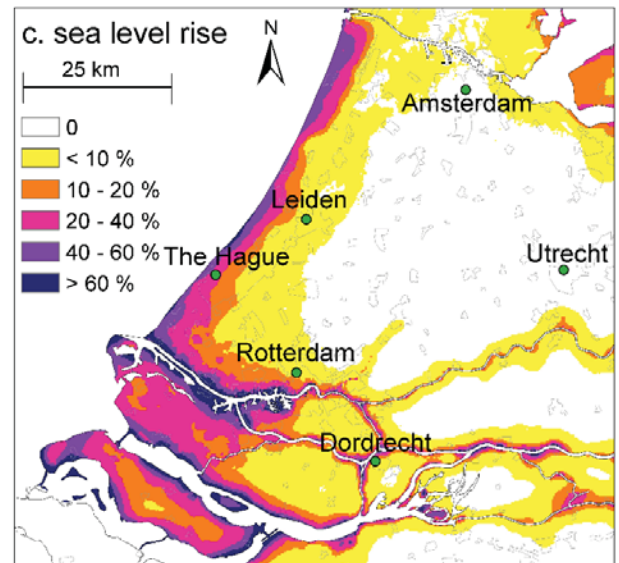 c. sea level rise
N
25 km
0
< 10 %
10 - 20 %
20 - 40 %
40 - 60 %
> 60 %
Amsterdam
Leiden
The Hague
Utrecht
Rotterdam
Dordrecht